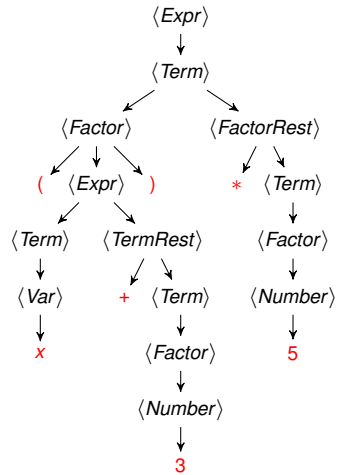 ⟨Expr⟩
⟨Term⟩
⟨Factor⟩ ⟨FactorRest⟩
( ⟨Expr⟩ ) * ⟨Term⟩
⟨Term⟩ ⟨TermRest⟩ ⟨Factor⟩
⟨Var⟩ + ⟨Term⟩ ⟨Number⟩
x ⟨Factor⟩ 5
⟨Number⟩
3